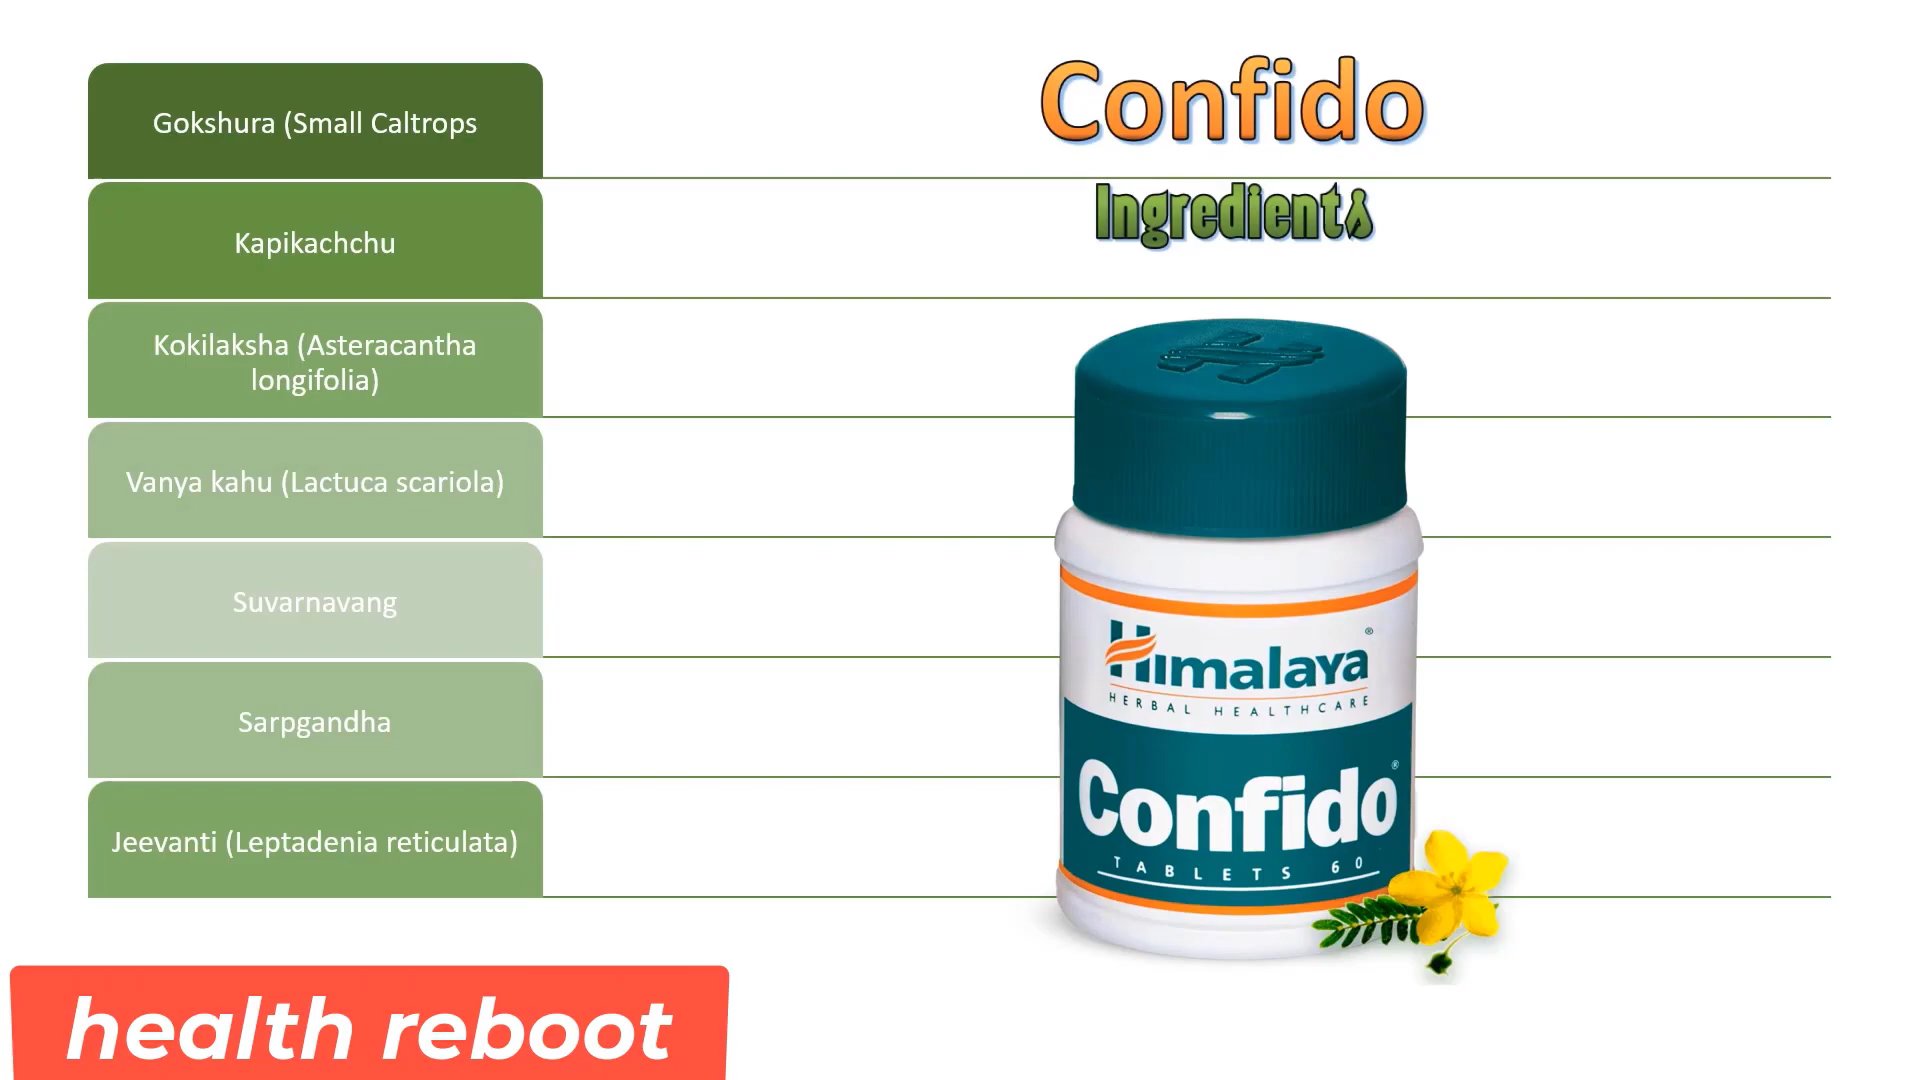 Gokshura (Small Caltrops
Kapikachchu
Kokilaksha (Asteracantha
longifolia)
Vanya kahu (Lactuca scariola)
Suvarnavang
Sarpgandha
Jeevanti (Leptadenia reticulata)
Confido
Ingredients
Himalaya®
HERBAL HEALTHCARE
Confido®
TABLETS 60
health reboot